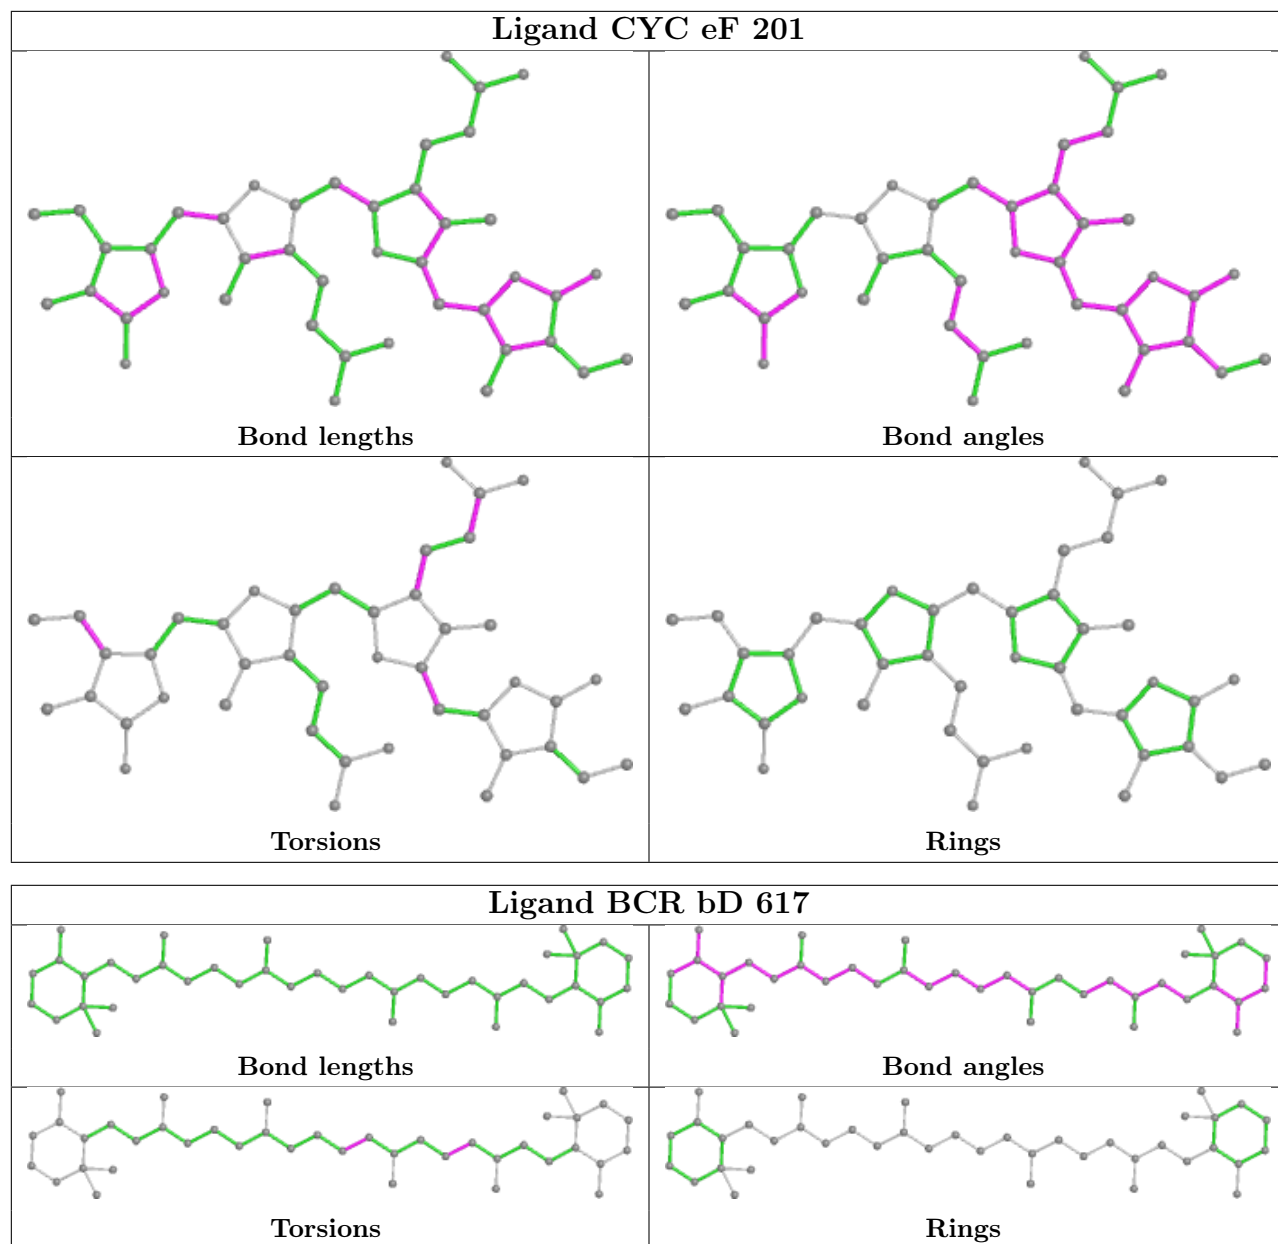 Ligand CYC eF 201
Bond lengths
Bond angles
Torsions
Rings
Ligand BCR bD 617
Bond lengths
Bond angles
Torsions
Rings